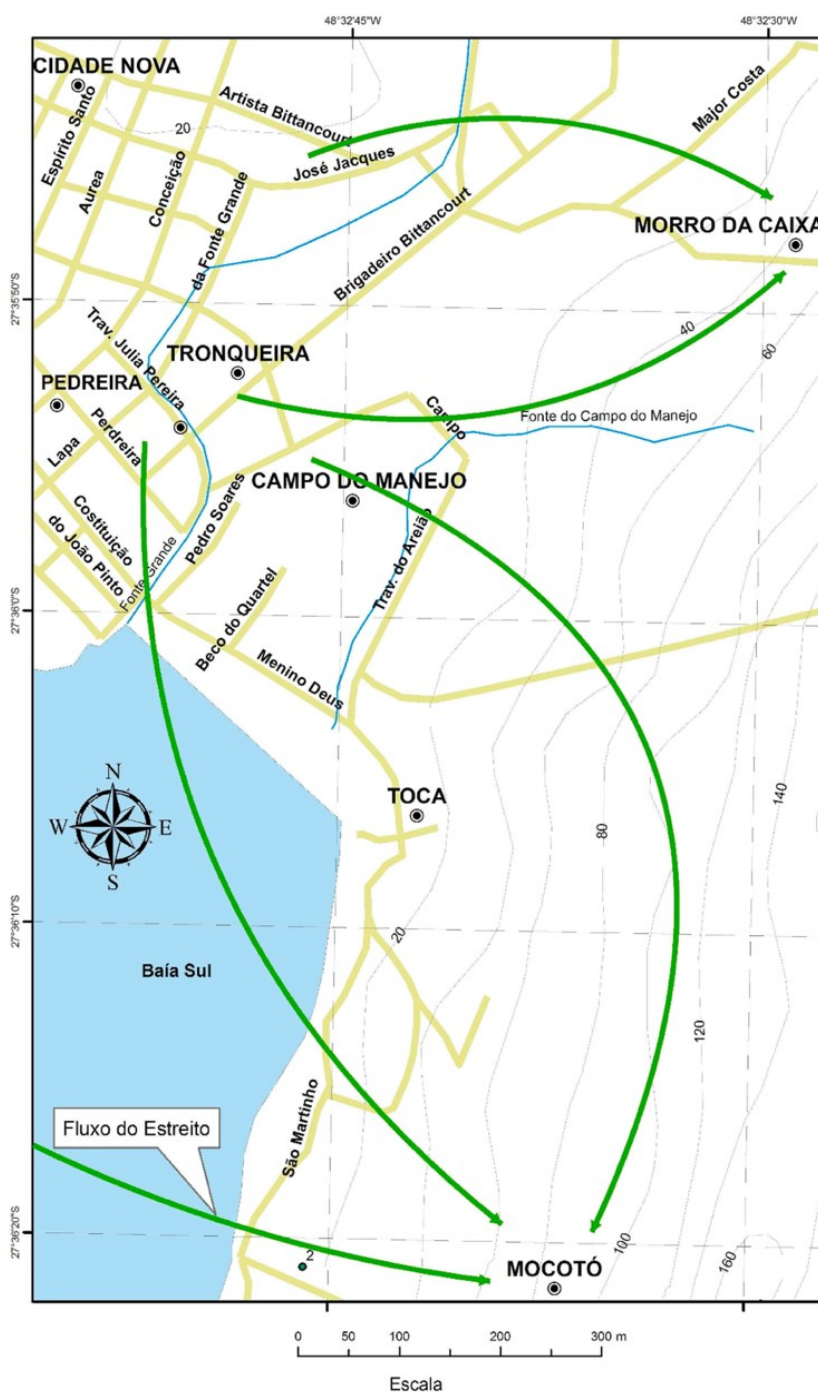 48°32'45"W
48°32'30"W
CIDADE NOVA
Espírito Santo
Aurea
Conceição
20
Artista Bittancourt
José Jacques
da Fonte Grande
Brigadeiro Bittancourt
Major Costa
MORRO DA CAIXA
27°35'50"S
40
60
Trav. Julia Pereira
TRONQUEIRA
PEDREIRA
Perdreira
Lapa
Campo
Fonte do Campo do Manejo
CAMPO DO MANEJO
Pedro Soares
Costituição
do João Pinto
Fonte Grande
Trav. do Areião
Beco do Quartel
27°36'0"S
Menino Deus
N
W
E
S
TOCA
140
80
20
27°36'10"S
Baía Sul
120
São Martinho
Fluxo do Estreito
27°36'20"S
2
100
160
MOCOTÓ
0 50 100 200 300 m
Escala